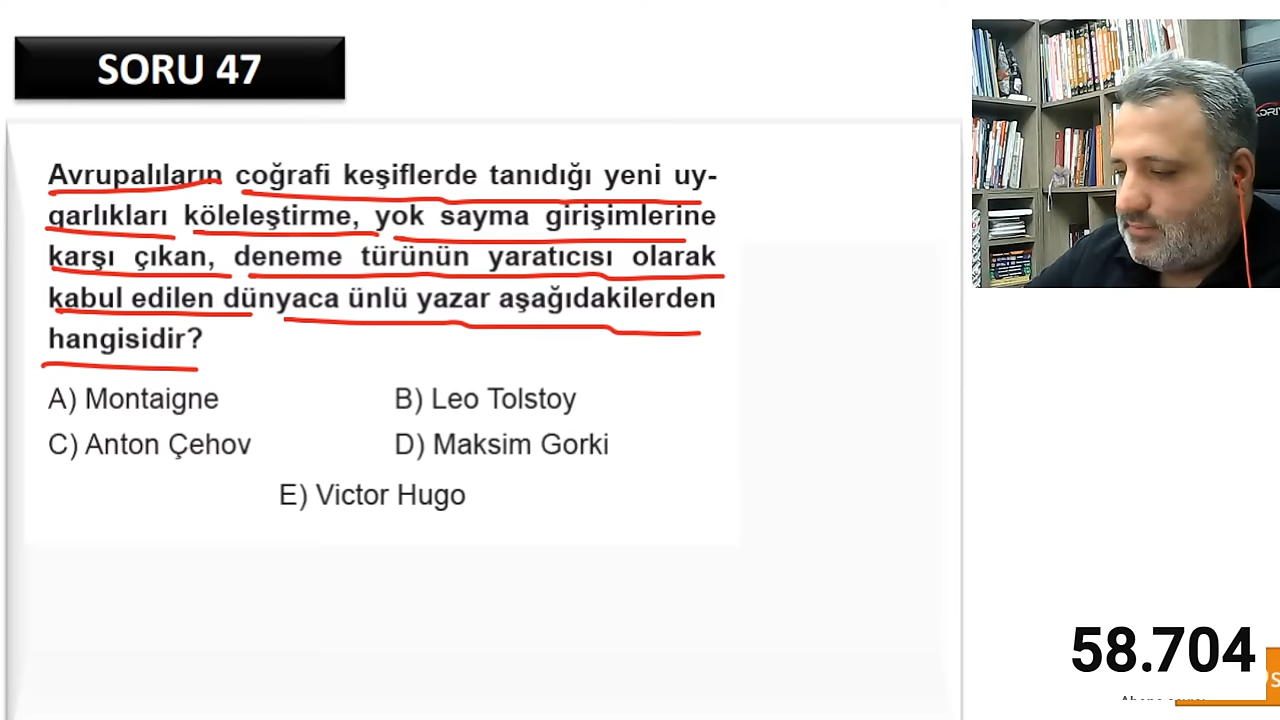 SORU 47
Avrupalıların coğrafi keşiflerde tanıdığı yeni uy-
qarlıkları köleleştirme, yok sayma girişimlerine
karşı çıkan, deneme türünün yaratıcısı olarak
kabul edilen dünyaca ünlü yazar aşağıdakilerden
hangisidir?
A) Montaigne
B) Leo Tolstoy
C) Anton Çehov
D) Maksim Gorki
E) Victor Hugo
58.704